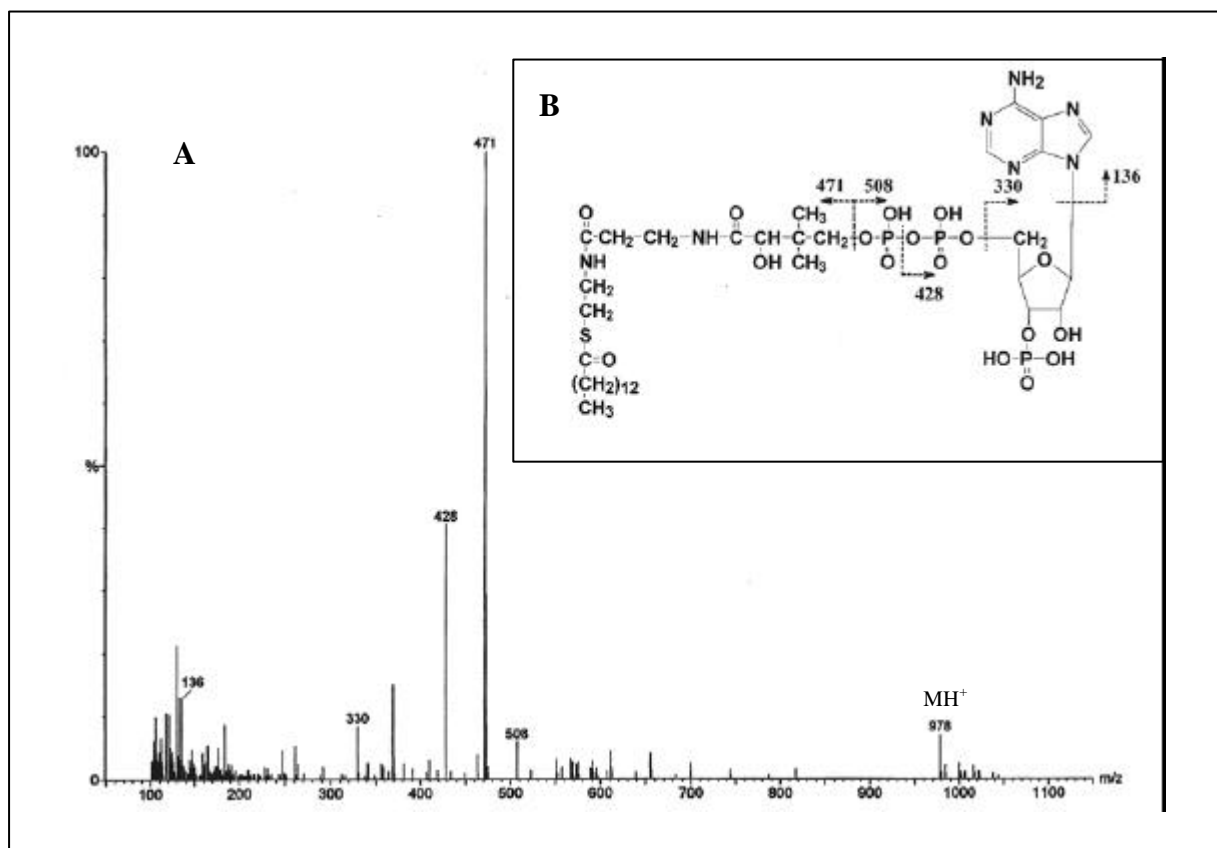 A
B
100
%
0
471
428
136
330
508
MH+
978
100 200 300 400 500 600 700 800 900 1000 1100
m/z
NH2
N
N
N
N
136
471 508
330
O
O
CH3
OH
OH
C-CH2-CH2-NH-C-CH-C-CH2-O-P-O-P-O
CH2
NH
OH
CH3
O
O
O
CH2
428
CH2
S
O
OH
C=O
HO-P-OH
(CH2)12
O
CH3